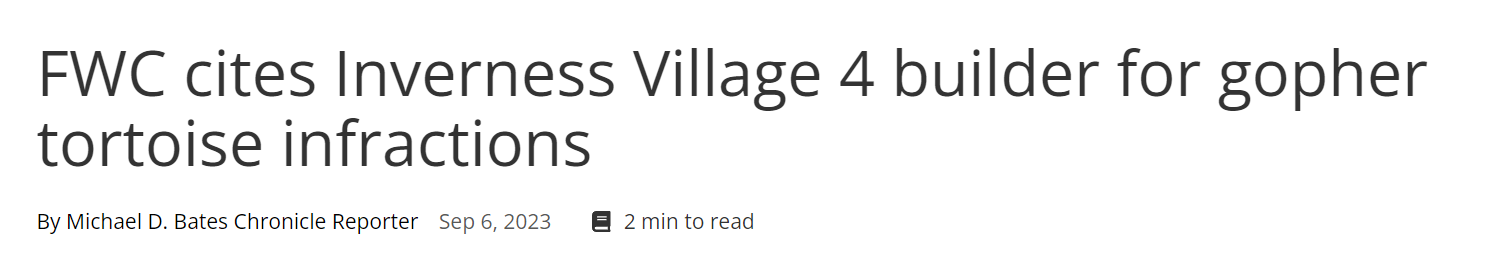 FWC cites Inverness Village 4 builder for gopher
tortoise infractions
By Michael D. Bates Chronicle Reporter Sep 6, 2023 2 min to read